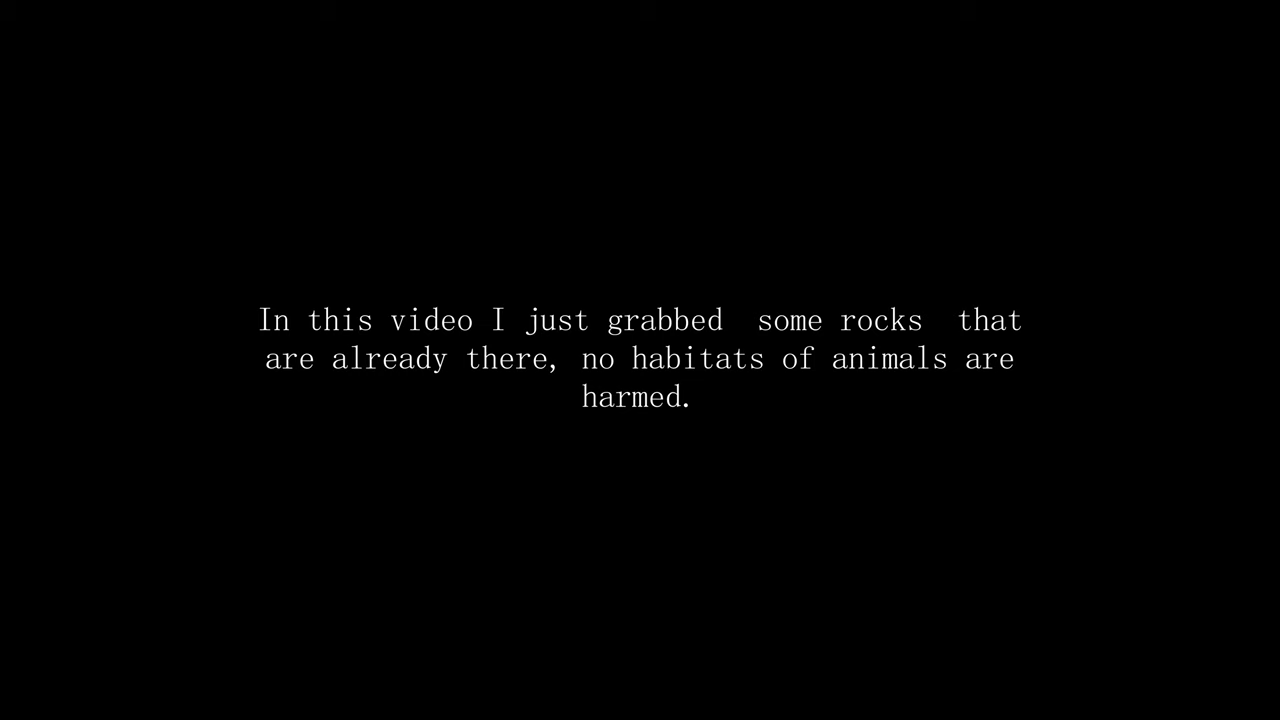 In this video I just grabbed  some rocks  that
are already there, no habitats of animals are
harmed.